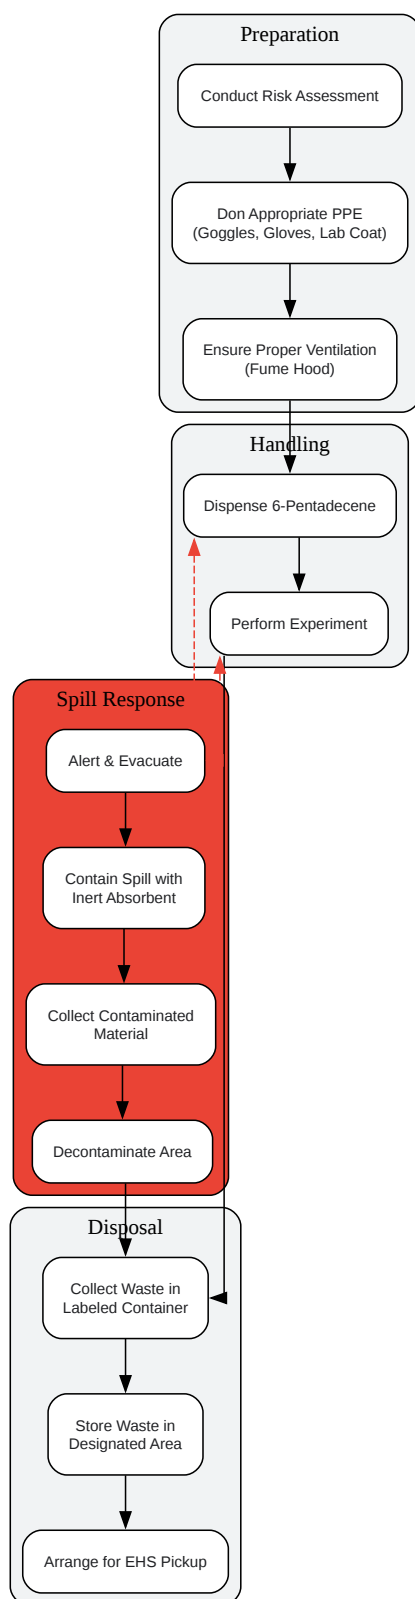 Preparation
Conduct Risk Assessment
Don Appropriate PPE
(Goggles, Gloves, Lab Coat)
Ensure Proper Ventilation
(Fume Hood)
Handling
Dispense 6-Pentadecene
Perform Experiment
Spill Response
Alert & Evacuate
Contain Spill with
Inert Absorbent
Collect Contaminated
Material
Decontaminate Area
Disposal
Collect Waste in
Labeled Container
Store Waste in
Designated Area
Arrange for EHS Pickup